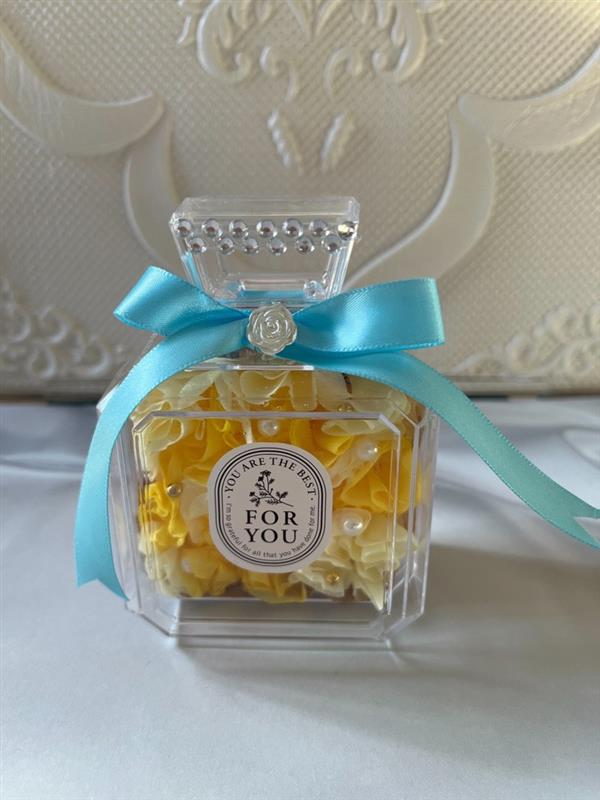 · YOU ARE THE BEST ·
FOR
YOU
I'm so grateful for all that you have done for me.